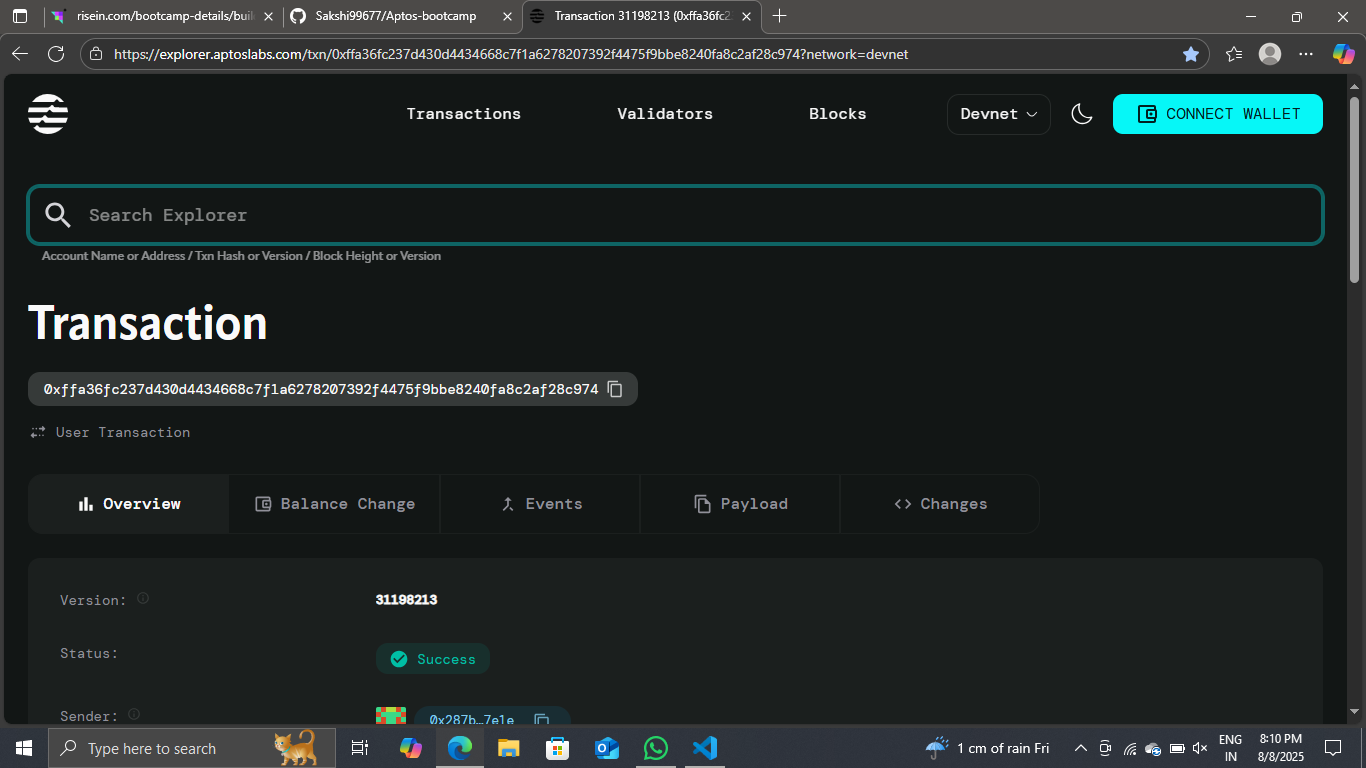 risein.com/bootcamp-details/buil
Sakshi99677/Aptos-bootcamp
Transaction 31198213 (0xffa36fc2
https://explorer.aptoslabs.com/txn/0xffa36fc237d430d4434668c7f1a6278207392f4475f9bbe8240fa8c2af28c974?network=devnet
Transactions
Validators
Blocks
Devnet
CONNECT WALLET
Search Explorer
Account Name or Address / Txn Hash or Version / Block Height or Version
Transaction
0xffa36fc237d430d4434668c7f1a6278207392f4475f9bbe8240fa8c2af28c974
User Transaction
Overview
Balance Change
Events
Payload
Changes
Version:
31198213
Status:
Success
Sender:
0x287b…7e1e
Type here to search
1 cm of rain Fri
ENG
IN
8:10 PM
8/8/2025